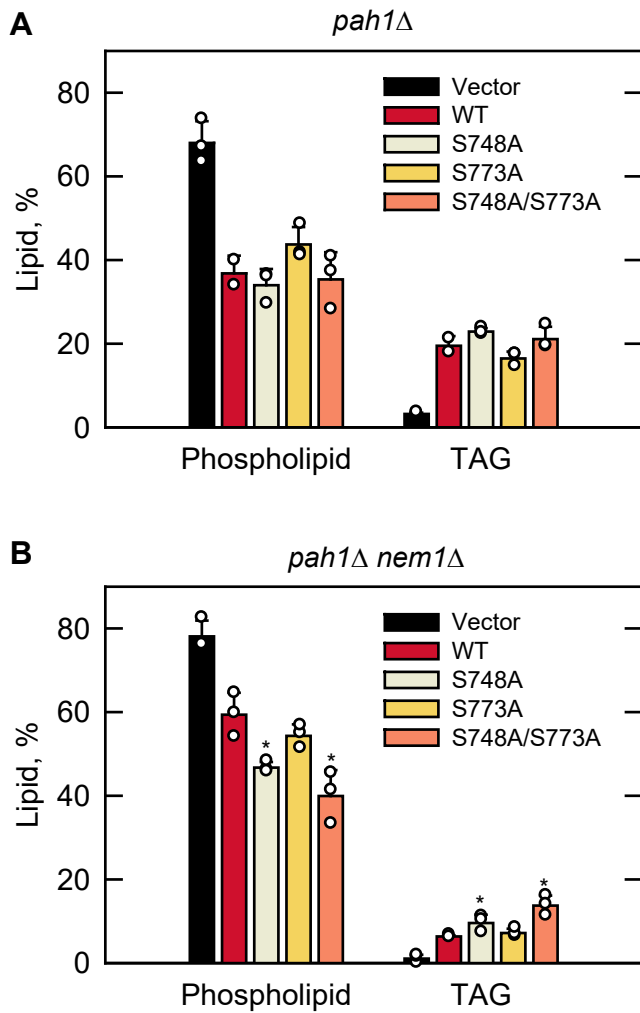 A
pah1Δ
Lipid, %
80
60
40
20
0
Vector
WT
S748A
S773A
S748A/S773A
Phospholipid
TAG
B
pah1Δ nem1Δ
Lipid, %
80
60
40
20
0
Vector
WT
S748A
S773A
S748A/S773A
*
*
*
*
Phospholipid
TAG